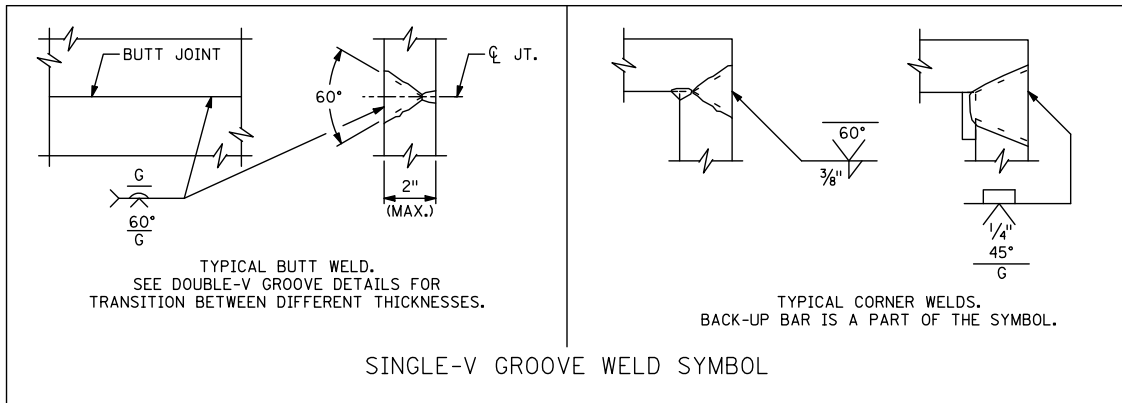 BUTT JOINT
60°
℄ JT.
G
60°
G
2"
(MAX.)
TYPICAL BUTT WELD.
SEE DOUBLE-V GROOVE DETAILS FOR
TRANSITION BETWEEN DIFFERENT THICKNESSES.
60°
3/8"
1/4"
45°
G
TYPICAL CORNER WELDS.
BACK-UP BAR IS A PART OF THE SYMBOL.
SINGLE-V GROOVE WELD SYMBOL